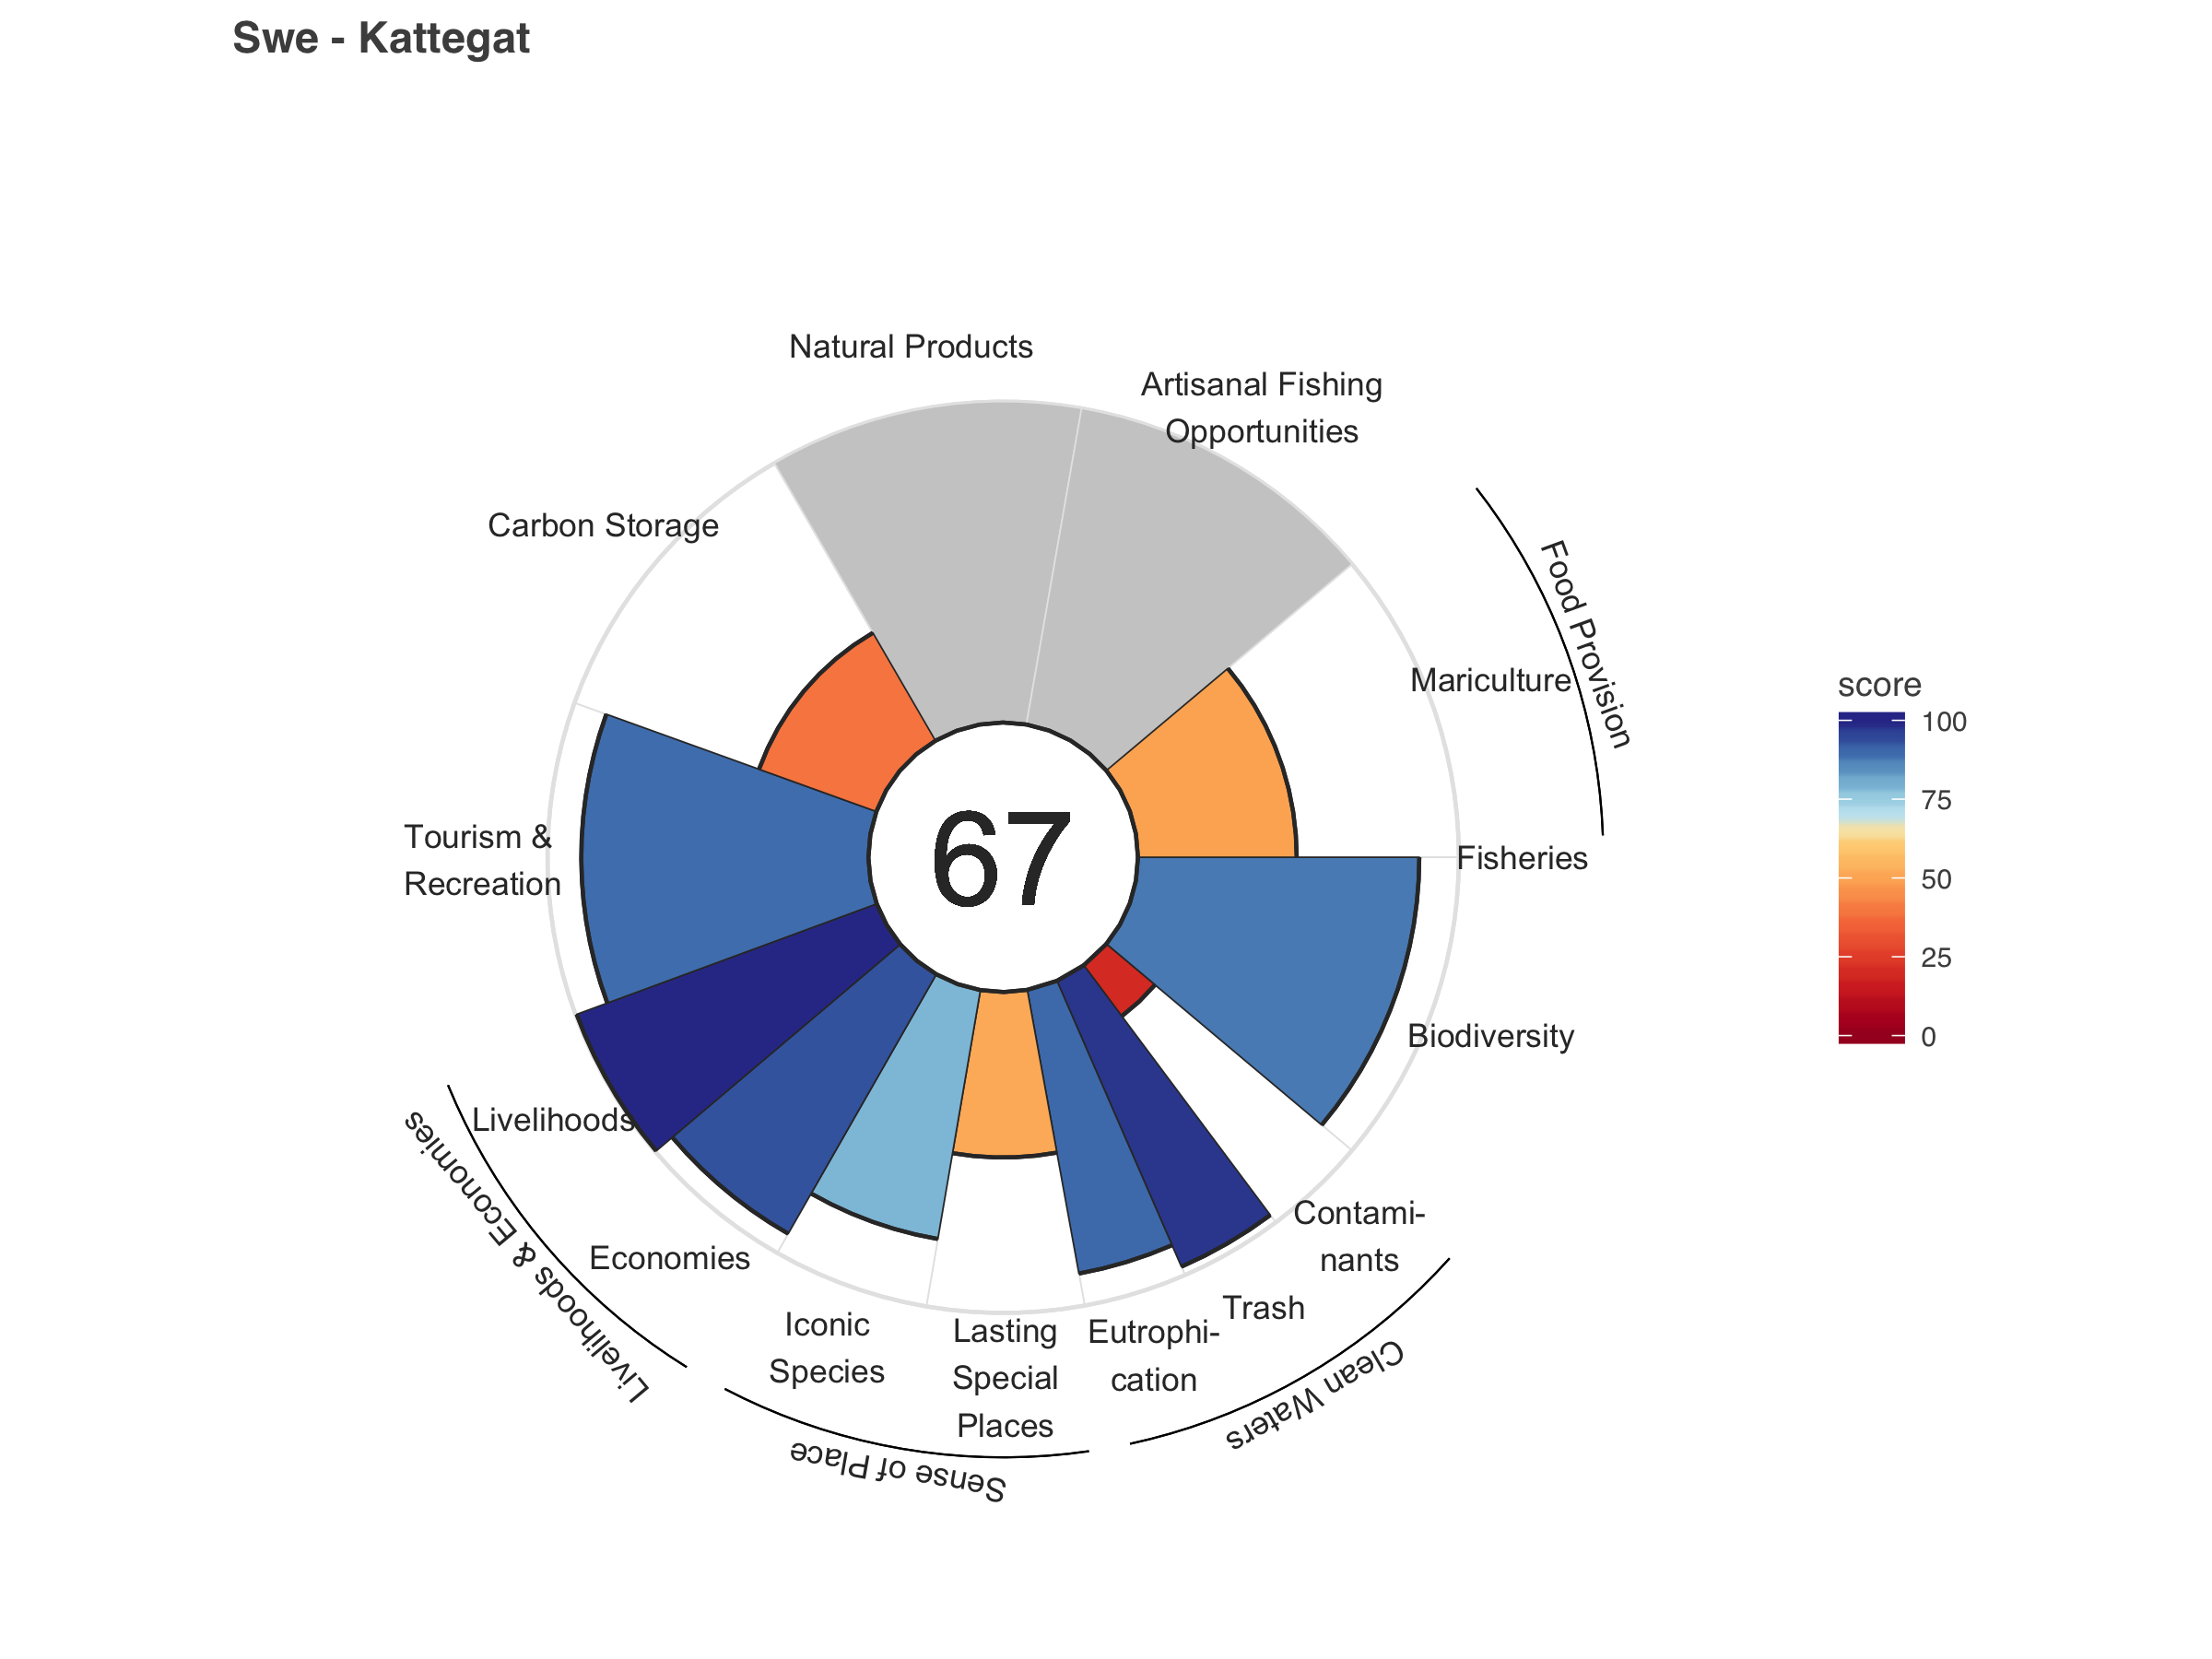 Swe - Kattegat
Natural Products
Artisanal Fishing
Opportunities
Carbon Storage
Food Provision
Mariculture
Tourism &
Recreation
67
Fisheries
Biodiversity
Livelihoods
Livelihoods & Economies
Economies
Contami-
nants
Trash
Iconic
Species
Lasting
Special
Places
Eutrophi-
cation
Clean Waters
Sense of Place
score
100
75
50
25
0